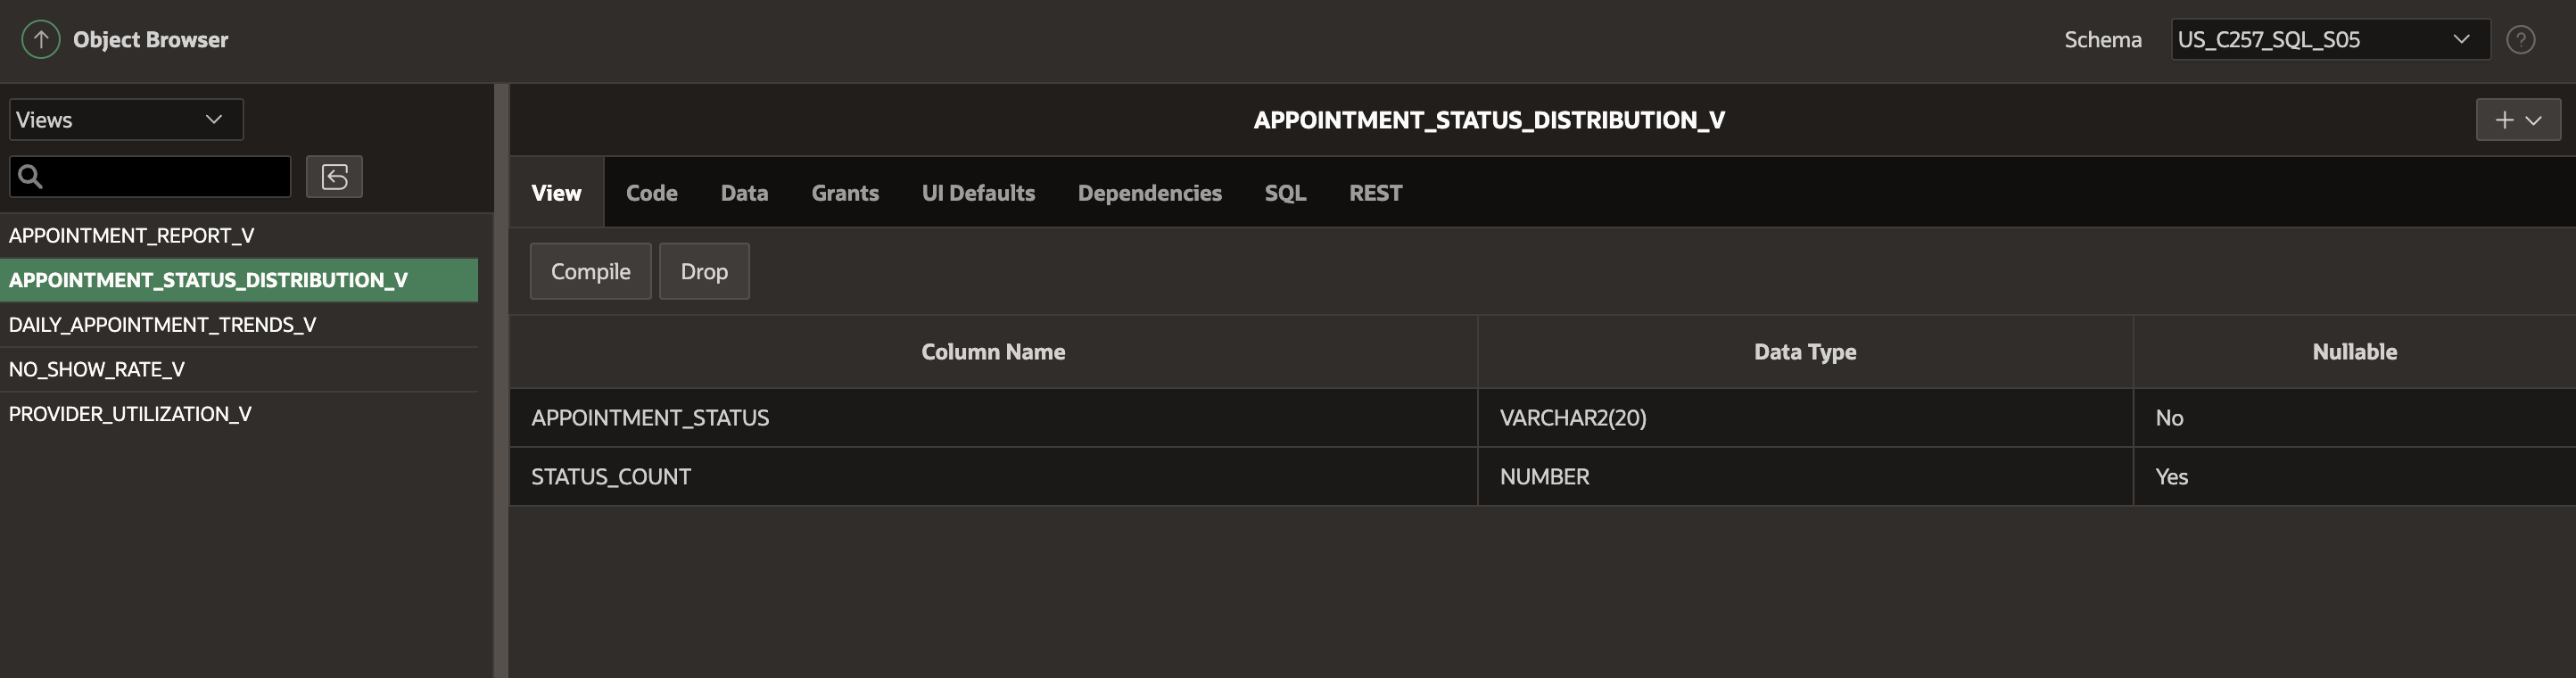 Object Browser
Schema US_C257_SQL_S05
Views
APPOINTMENT_REPORT_V
APPOINTMENT_STATUS_DISTRIBUTION_V
DAILY_APPOINTMENT_TRENDS_V
NO_SHOW_RATE_V
PROVIDER_UTILIZATION_V
APPOINTMENT_STATUS_DISTRIBUTION_V
View Code Data Grants UI Defaults Dependencies SQL REST
Compile Drop
Column Name Data Type Nullable
APPOINTMENT_STATUS VARCHAR2(20) No
STATUS_COUNT NUMBER Yes